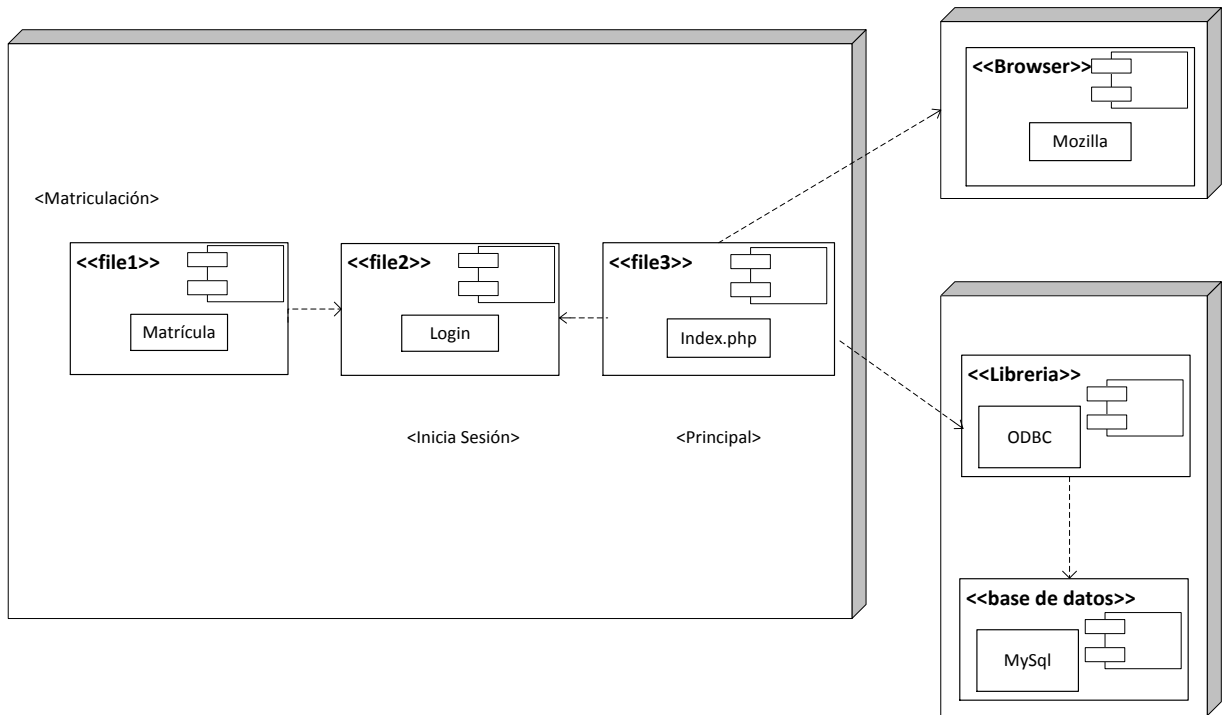 <Matriculación>
<<file1>>
Matrícula
<<file2>>
Login
<Inicia Sesión>
<<file3>>
Index.php
<Principal>
<<Browser>>
Mozilla
<<Libreria>>
ODBC
<<base de datos>>
MySql